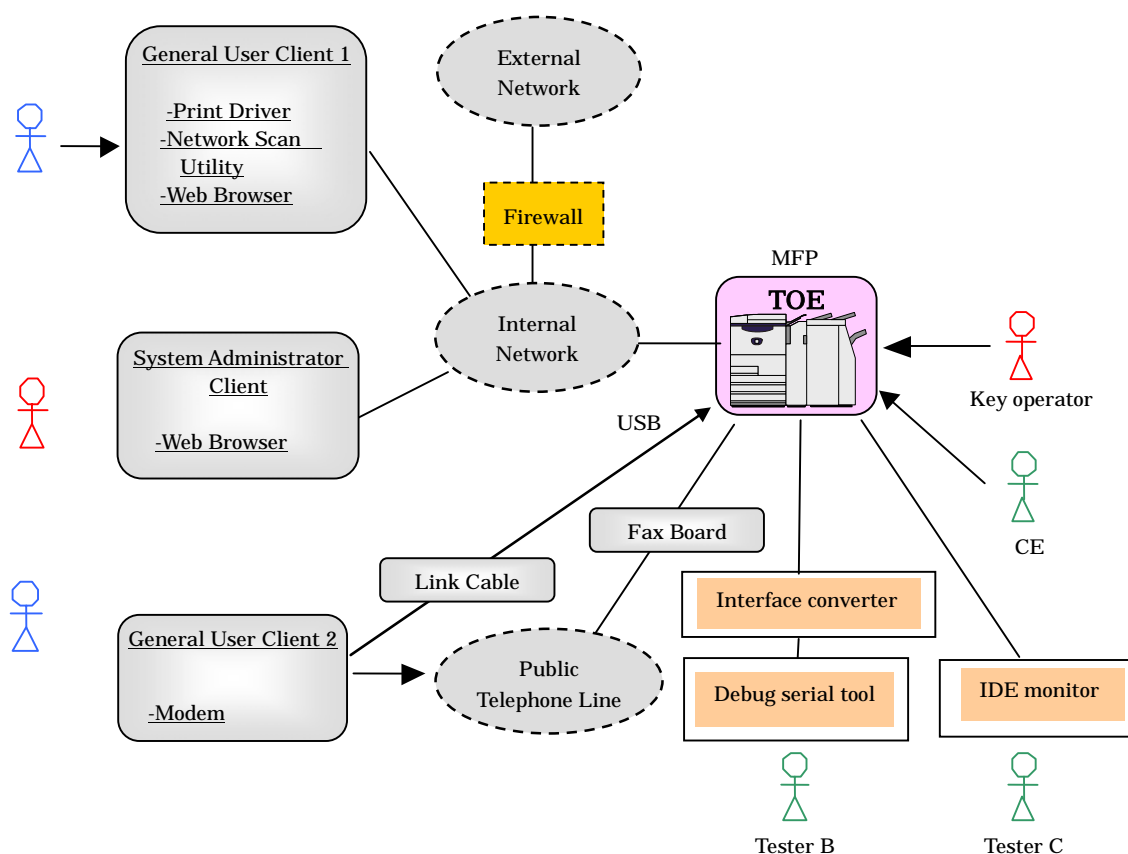 General User Client 1
-Print Driver
-Network Scan
Utility
-Web Browser
External
Network
Firewall
MFP
TOE
Internal
Network
System Administrator
Client
-Web Browser
Key operator
USB
CE
Fax Board
Link Cable
Interface converter
General User Client 2
-Modem
Public
Telephone Line
Debug serial tool
IDE monitor
Tester B
Tester C